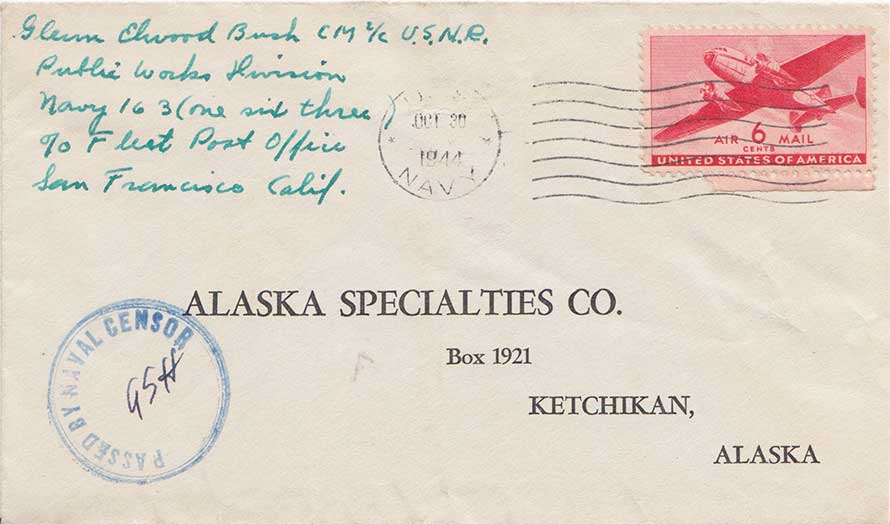 Glenn Elwood Bush CM 2/c U.S.N.R.
Public Works Division
Navy 163 (one six three
c/o Fleet Post Office
San Francisco Calif.
OCT 30
1944
NAVY
AIR 6 MAIL
CENTS
UNITED STATES OF AMERICA
ALASKA SPECIALTIES CO.
Box 1921
KETCHIKAN,
ALASKA
PASSED BY NAVAL CENSOR